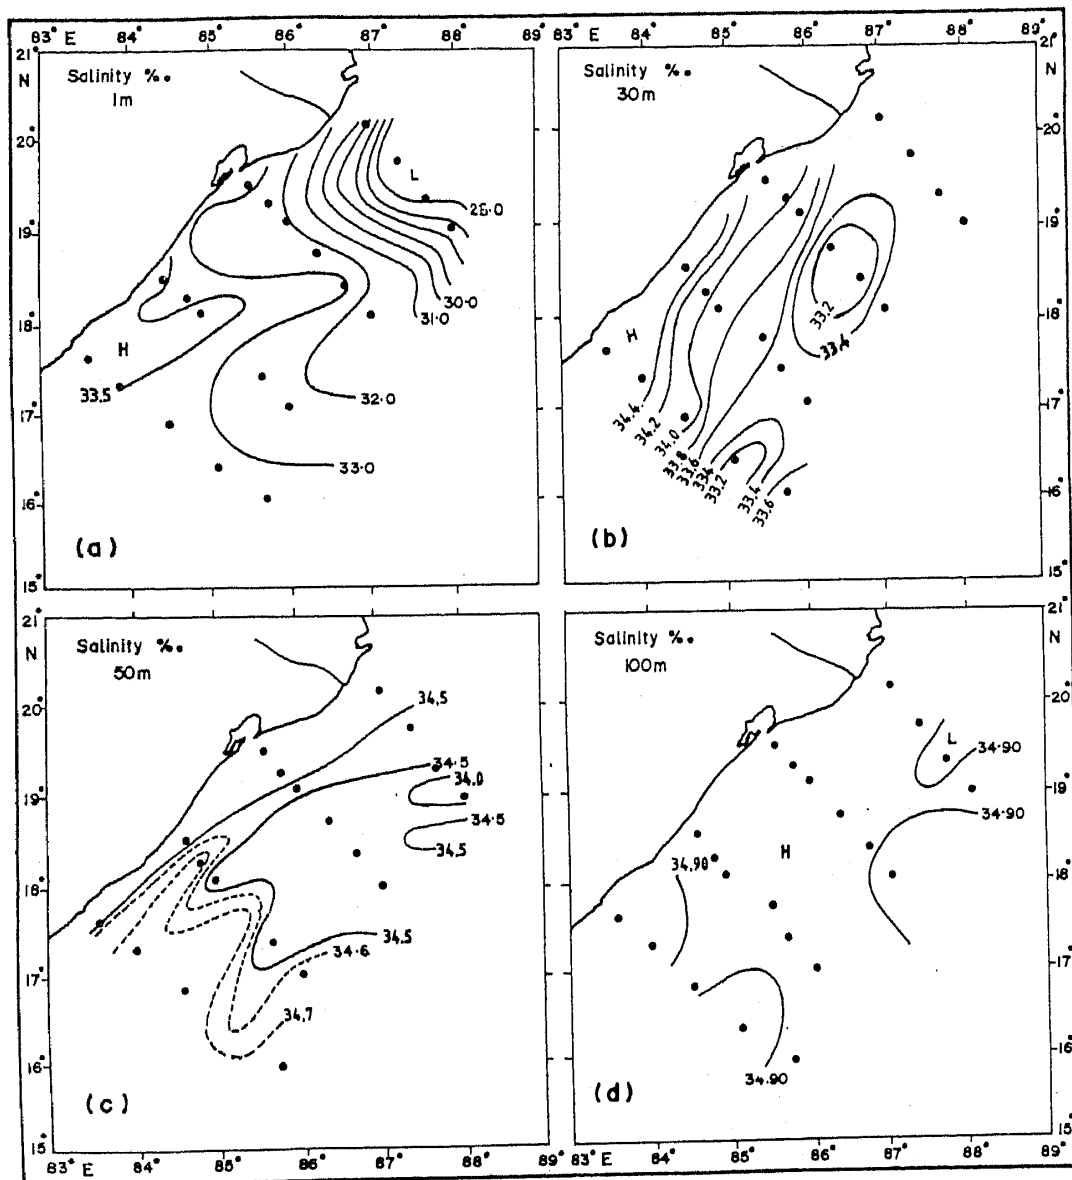 83° E 84° 85° 86° 87° 88° 89°
83° E 84° 85° 86° 87° 88° 89°
21°
N
20°
19°
18°
17°
16°
15°
Salinity ‰
1m
L
28.0
30.0
31.0
H
33.5
32.0
33.0
(a)
Salinity ‰
30m
21°
N
20°
19°
18°
17°
16°
15°
33.2
33.4
H
34.4
34.2
34.0
33.8
33.6
33.4
33.2
33.4
33.6
(b)
21°
N
20°
19°
18°
17°
16°
15°
Salinity ‰
50m
34.5
34.5
34.0
34.5
34.5
34.5
34.6
34.7
(c)
Salinity ‰
100m
21°
N
20°
19°
18°
17°
16°
15°
L
34.90
34.90
H
34.90
34.90
(d)
83° E 84° 85° 86° 87° 88° 89°
83° E 84° 85° 86° 87° 88° 89°